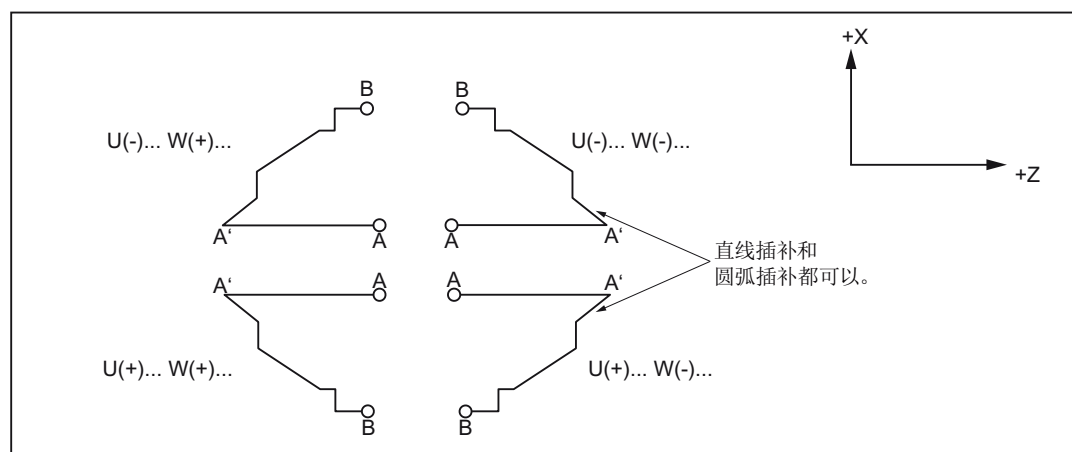 +X
B
B
U(-)... W(+)...
U(-)... W(-)...
+Z
A‘
A
A
A‘
直线插补和
圆弧插补都可以。
A‘
A
A
A‘
U(+)... W(+)...
U(+)... W(-)...
B
B